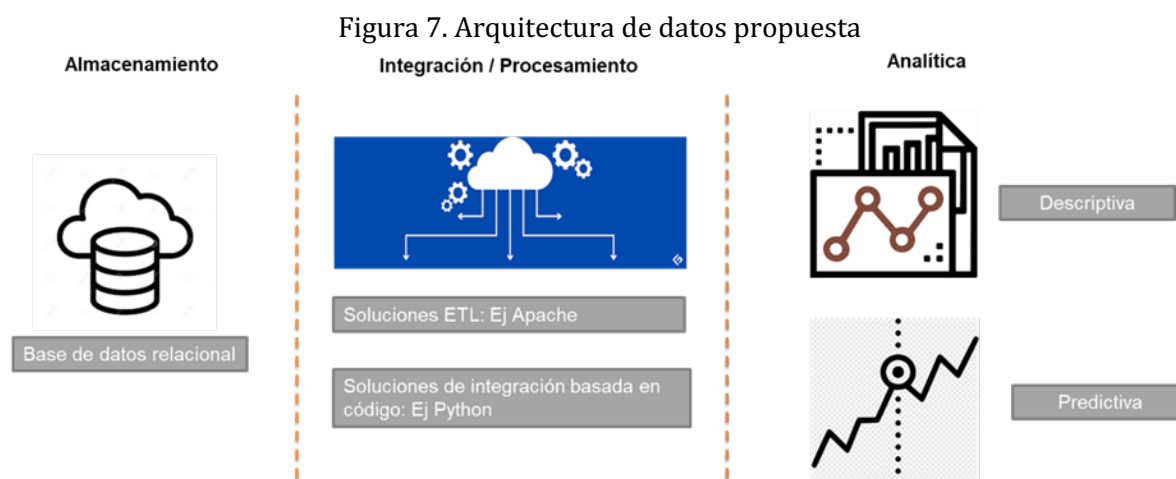 Figura 7. Arquitectura de datos propuesta
Almacenamiento
Integración / Procesamiento
Analítica
Base de datos relacional
Soluciones ETL: Ej Apache
Soluciones de integración basada en
código: Ej Python
Descriptiva
Predictiva